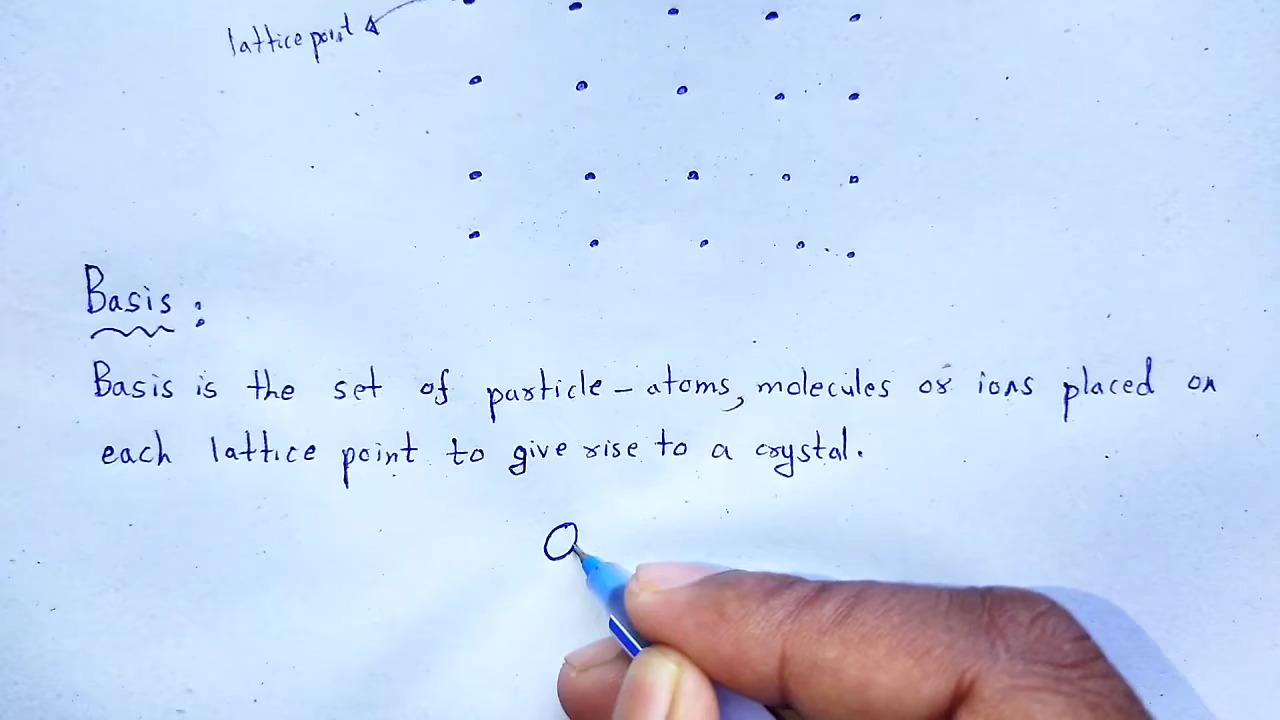 lattice point
Basis :
Basis is the set of particle - atoms, molecules or ions placed on
each lattice point to give rise to a crystal.